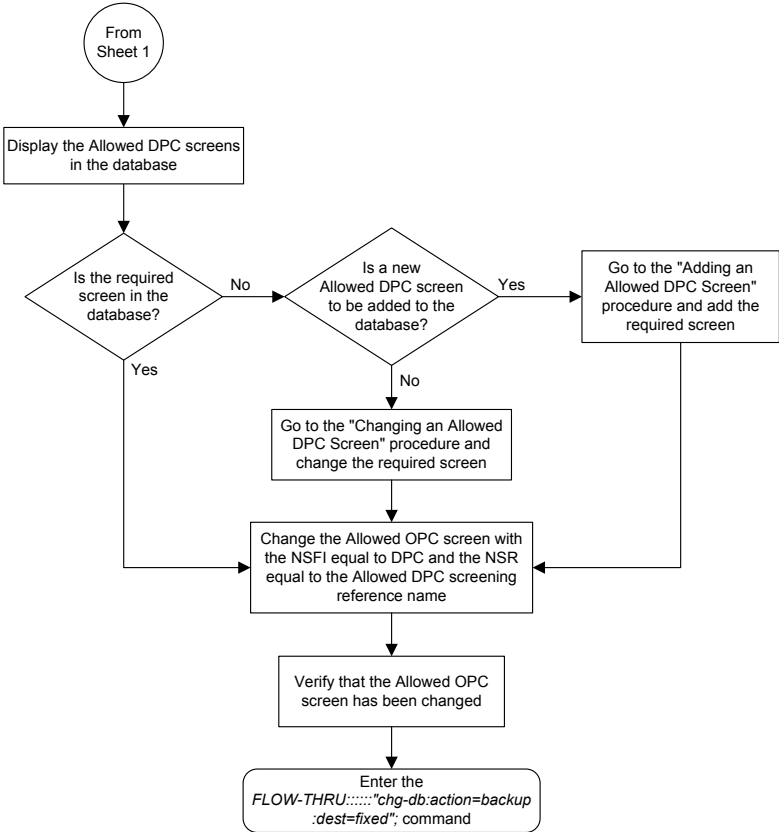 From
Sheet 1
Display the Allowed DPC screens
in the database
Is the required
screen in the
database?
No
Is a new
Allowed DPC screen
to be added to the
database?
Yes
Go to the "Adding an
Allowed DPC Screen"
procedure and add the
required screen
Yes
No
Go to the "Changing an Allowed
DPC Screen" procedure and
change the required screen
Change the Allowed OPC screen with
the NSFI equal to DPC and the NSR
equal to the Allowed DPC screening
reference name
Verify that the Allowed OPC
screen has been changed
Enter the
FLOW-THRU::::::"chg-db:action=backup
:dest=fixed"; command